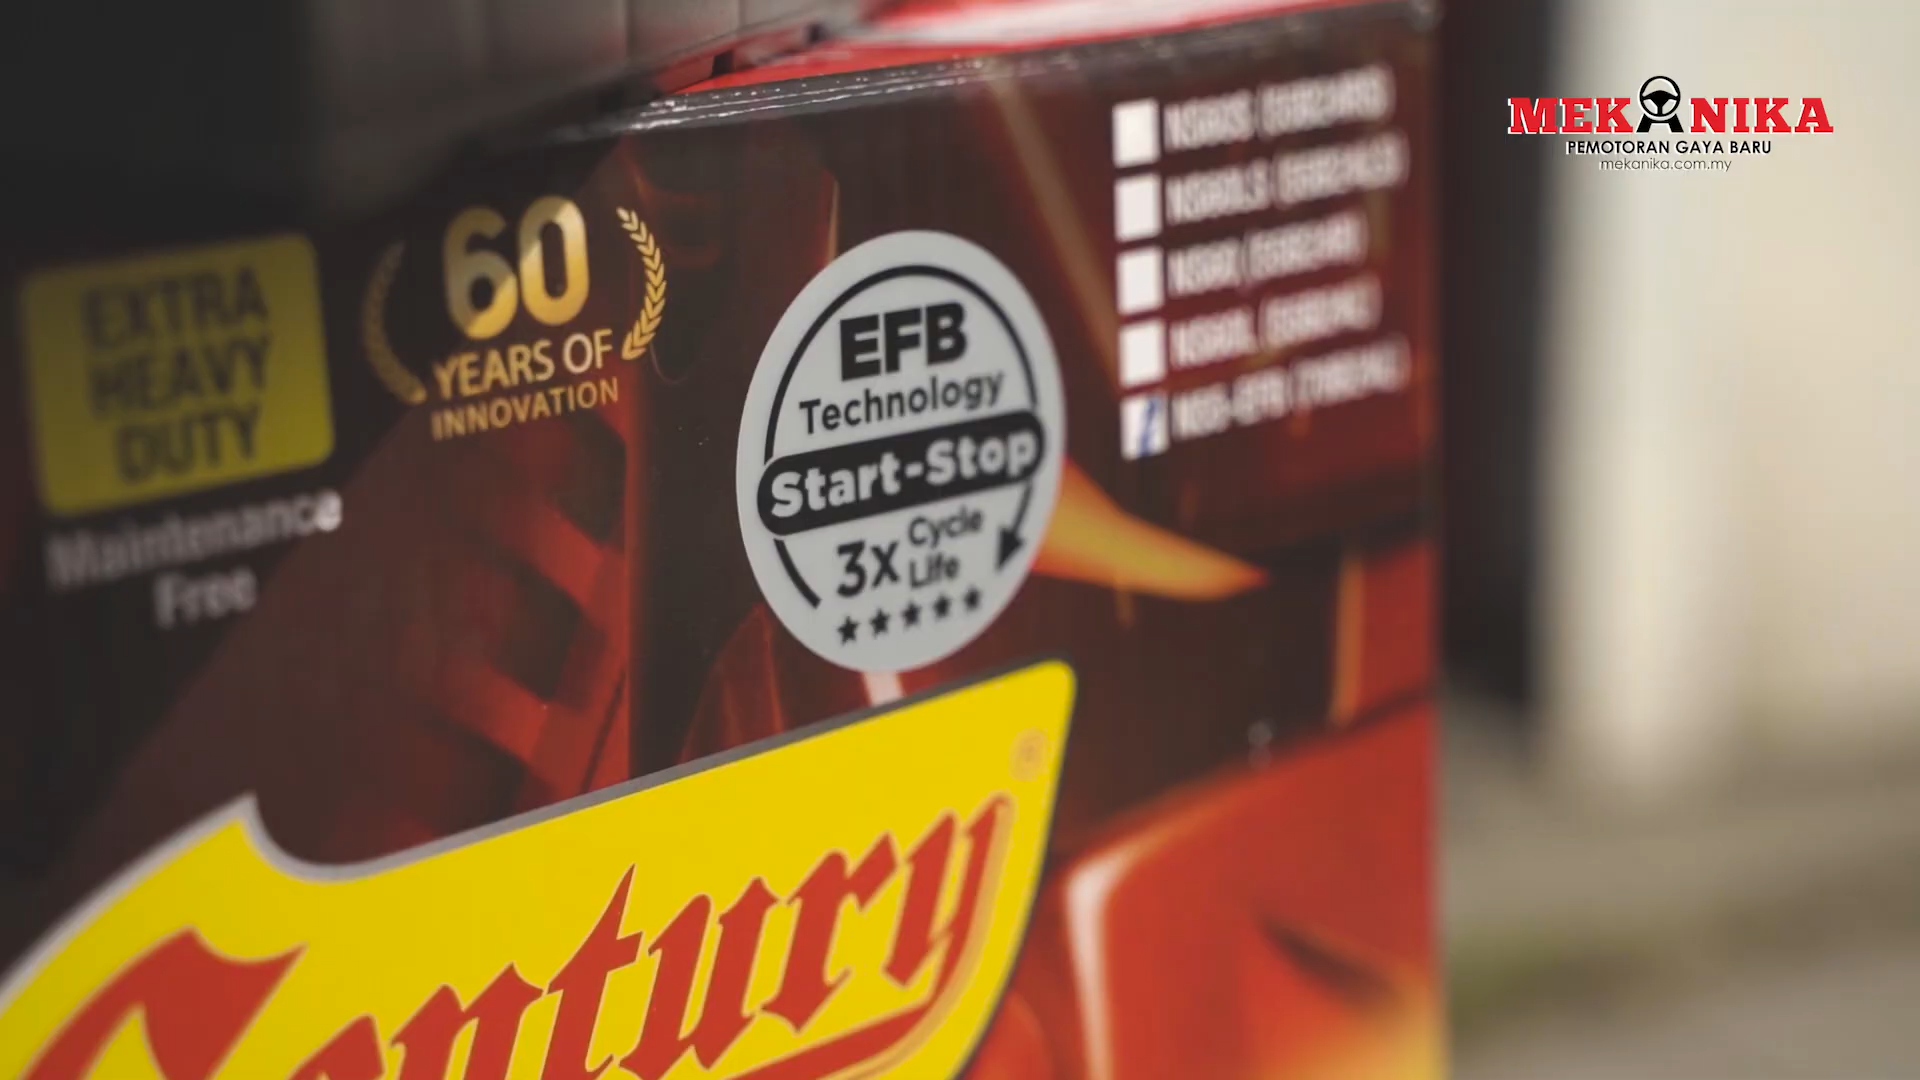 MEKANIKA
PEMOTORAN GAYA BARU
mekanika.com.my
EXTRA
HEAVY
DUTY
Maintenance
Free
60
YEARS OF
INNOVATION
EFB
Technology
Start-Stop
3x Cycle
Life
Century
®